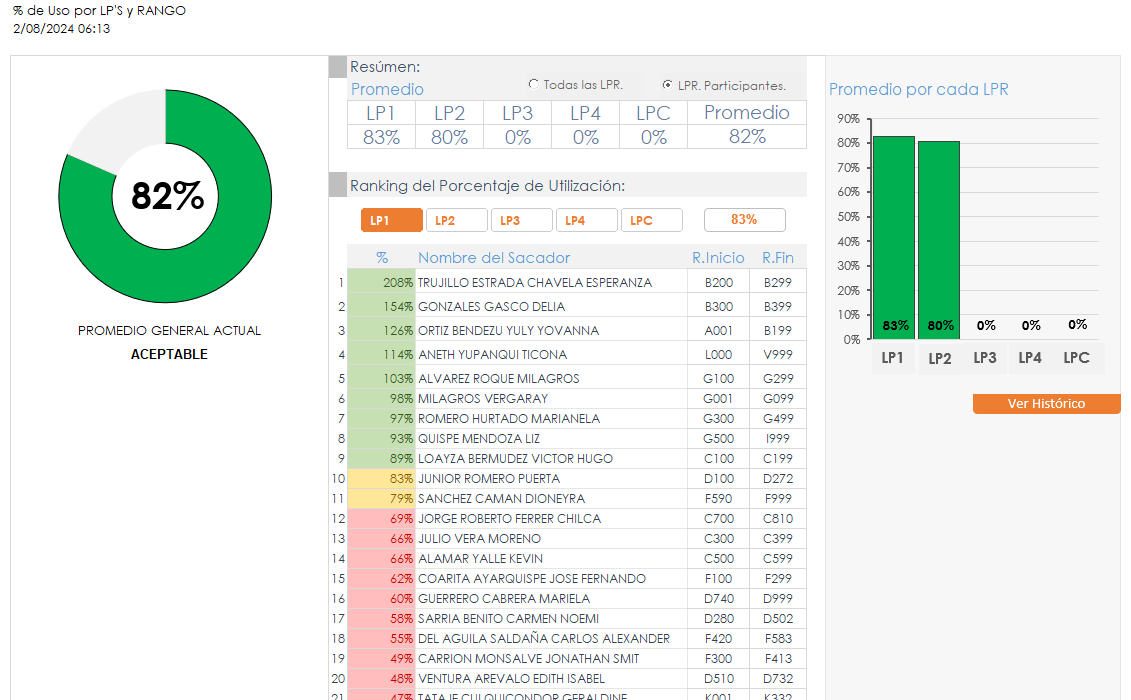 % de Uso por LP'S y RANGO
2/08/2024 06:13
82%
PROMEDIO GENERAL ACTUAL
ACEPTABLE
Resúmen:
Promedio
Todas las LPR.
LPR. Participantes.
LP1 LP2 LP3 LP4 LPC Promedio
83% 80% 0% 0% 0% 82%
Ranking del Porcentaje de Utilización:
LP1 LP2 LP3 LP4 LPC 83%
% Nombre del Sacador R.Inicio R.Fin
1 208% TRUJILLO ESTRADA CHAVELA ESPERANZA B200 B299
2 154% GONZALES GASCO DELIA B300 B399
3 126% ORTIZ BENDEZU YULY YOVANNA A001 B199
4 114% ANETH YUPANQUI TICONA L000 V999
5 103% ALVAREZ ROQUE MILAGROS G100 G299
6 98% MILAGROS VERGARAY G001 G099
7 97% ROMERO HURTADO MARIANELA G300 G499
8 93% QUISPE MENDOZA LIZ G500 I999
9 89% LOAYZA BERMUDEZ VICTOR HUGO C100 C199
10 83% JUNIOR ROMERO PUERTA D100 D272
11 79% SANCHEZ CAMAN DIONEYRA F590 F999
12 69% JORGE ROBERTO FERRER CHILCA C700 C810
13 66% JULIO VERA MORENO C300 C399
14 66% ALAMAR YALLE KEVIN C500 C599
15 62% COARITA AYARQUISPE JOSE FERNANDO F100 F299
16 60% GUERRERO CABRERA MARIELA D740 D999
17 58% SARRIA BENITO CARMEN NOEMI D280 D502
18 55% DEL AGUILA SALDAÑA CARLOS ALEXANDER F420 F583
19 49% CARRION MONSALVE JONATHAN SMIT F300 F413
20 48% VENTURA AREVALO EDITH ISABEL D510 D732
21 47% TATAJE CULQUICONDOR GERALDINE K001 K332
Promedio por cada LPR
90%
80%
70%
60%
50%
40%
30%
20%
10%
0%
83% 80% 0% 0% 0%
LP1 LP2 LP3 LP4 LPC
Ver Histórico